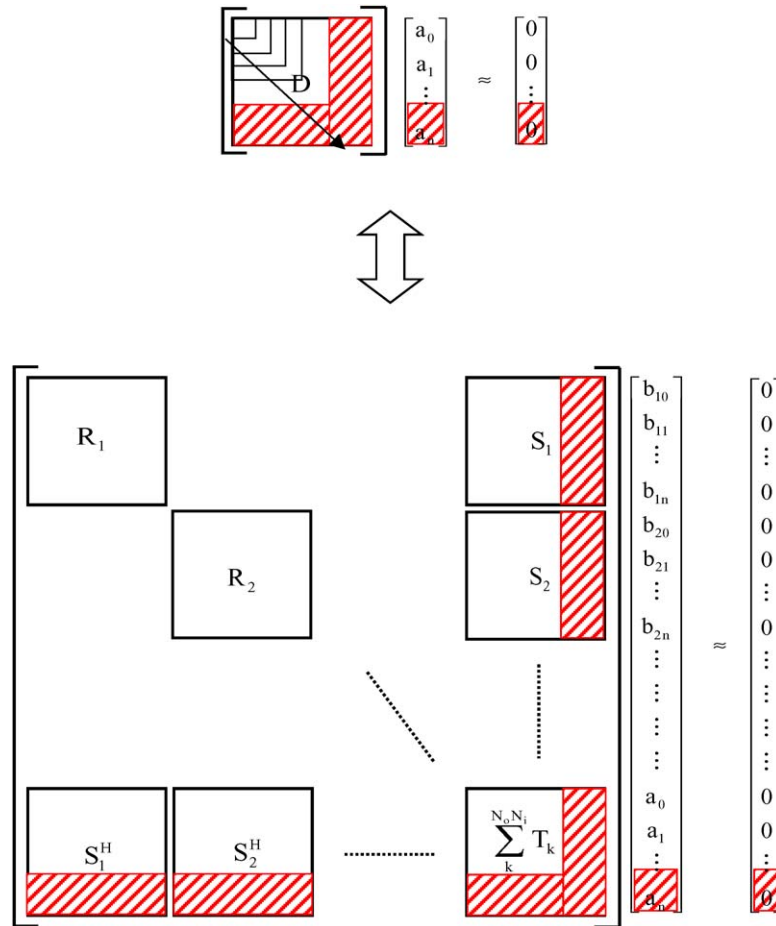 D a₀ ≈ 0
a₁ 0
⋮ ⋮
aₙ 0
R₁ S₁ b₁₀ 0
b₁₁ 0
⋮ ⋮
b₁ₙ 0
R₂ S₂ b₂₀ 0
b₂₁ 0
⋮ ⋮
b₂ₙ ≈ 0
⋮ ⋮
⋮ ⋮
⋮ ⋮
⋮ ⋮
S₁ᴴ S₂ᴴ ∑ₖ^{NₒNᵢ} Tₖ a₀ 0
a₁ 0
⋮ ⋮
aₙ 0